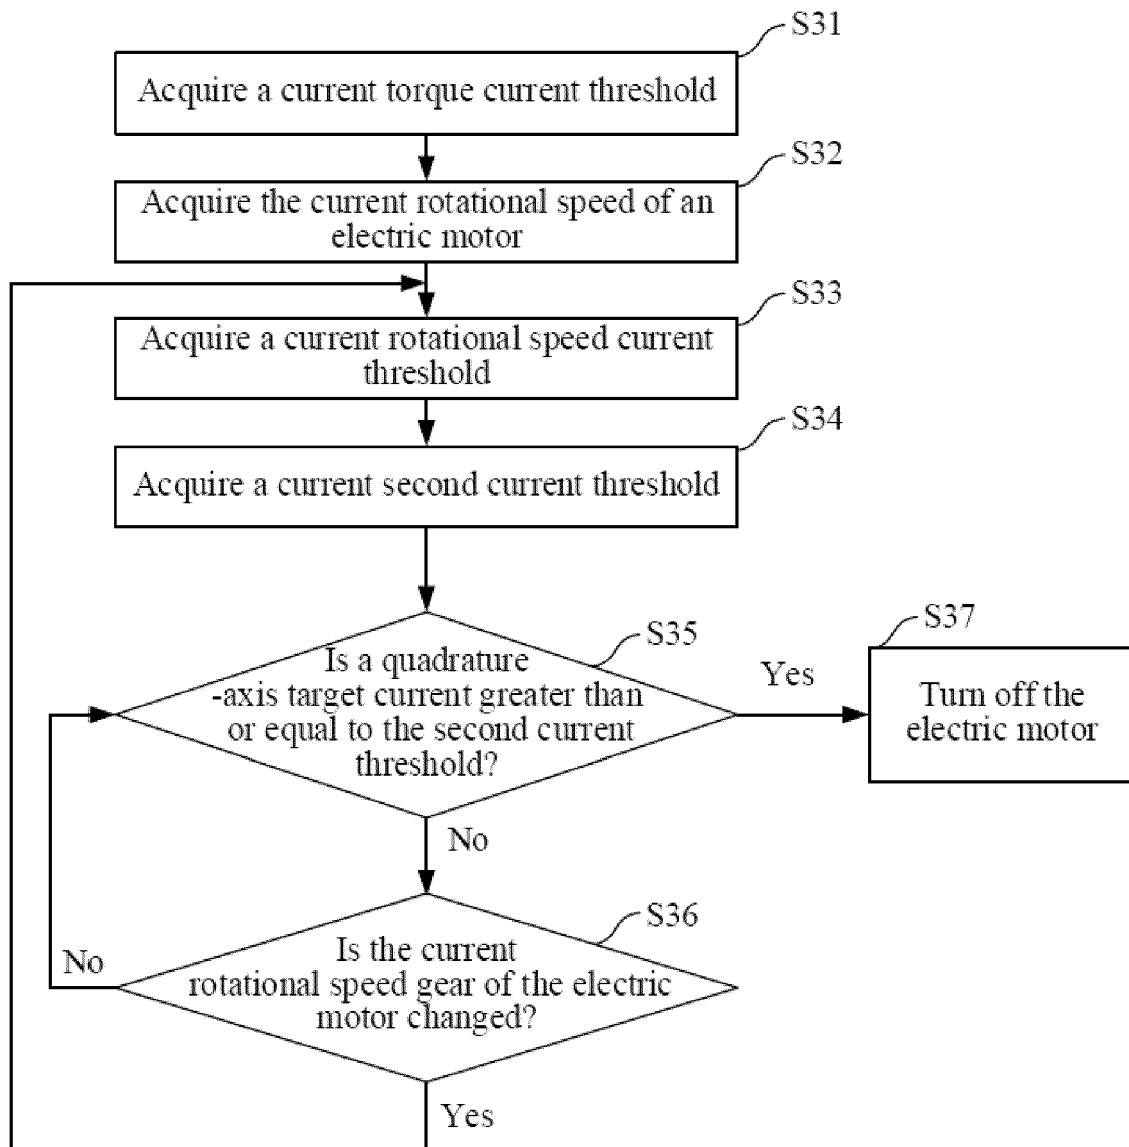 S31
Acquire a current torque current threshold
S32
Acquire the current rotational speed of an
electric motor
S33
Acquire a current rotational speed current
threshold
S34
Acquire a current second current threshold
S35
Is a quadrature
-axis target current greater than
or equal to the second current
threshold?
Yes
S37
Turn off the
electric motor
No
S36
Is the current
rotational speed gear of the electric
motor changed?
No
Yes